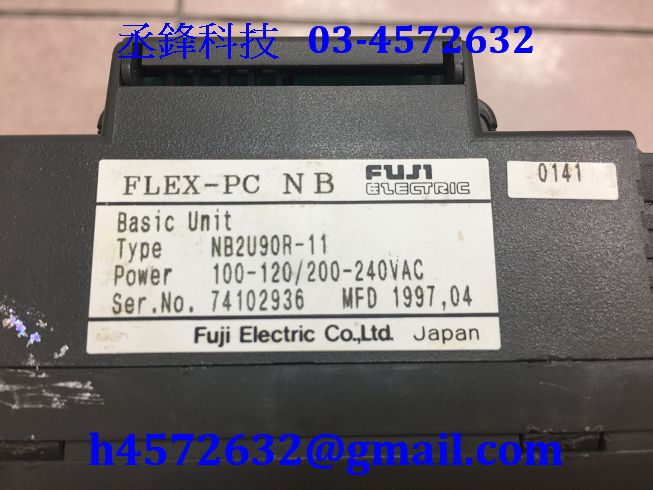 丞鋒科技 03-4572632
FLEX-PC NB FUJI ELECTRIC
0141
Basic Unit
Type NB2U90R-11
Power 100-120/200-240VAC
Ser.No. 74102936 MFD 1997,04
Fuji Electric Co.,Ltd. Japan
h4572632@gmail.com